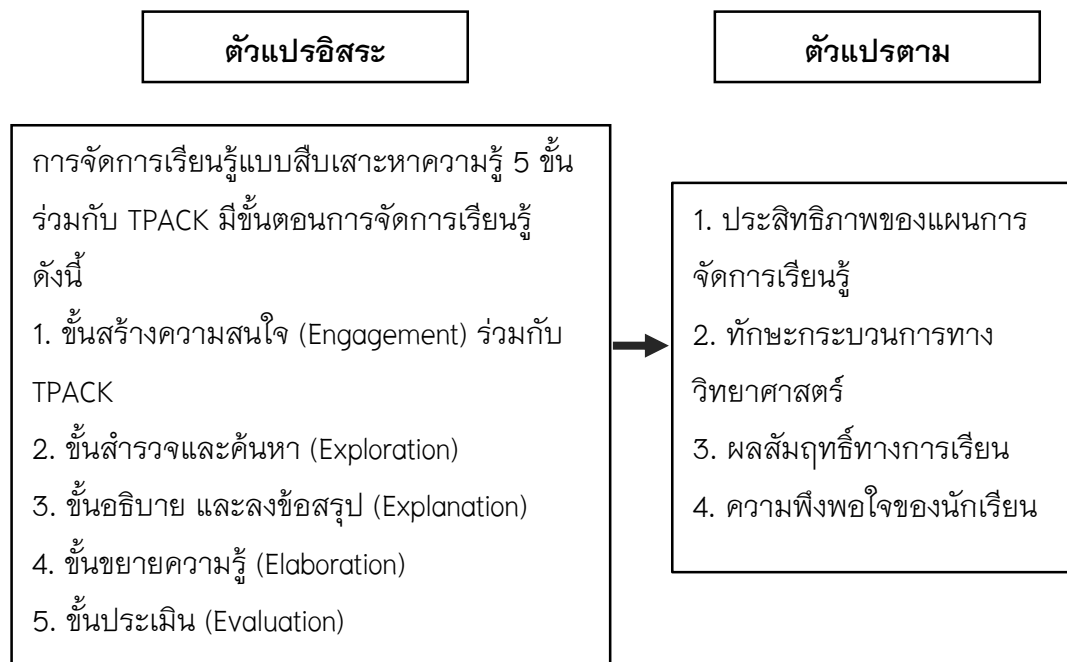 ตัวแปรอิสระ
ตัวแปรตาม
การจัดการเรียนรู้แบบสืบเสาะหาความรู้ 5 ขั้น
ร่วมกับ TPACK มีขั้นตอนการจัดการเรียนรู้
ดังนี้
1. ขั้นสร้างความสนใจ (Engagement) ร่วมกับ
TPACK
2. ขั้นสำรวจและค้นหา (Exploration)
3. ขั้นอธิบาย และลงข้อสรุป (Explanation)
4. ขั้นขยายความรู้ (Elaboration)
5. ขั้นประเมิน (Evaluation)
1. ประสิทธิภาพของแผนการ
จัดการเรียนรู้
2. ทักษะกระบวนการทาง
วิทยาศาสตร์
3. ผลสัมฤทธิ์ทางการเรียน
4. ความพึงพอใจของนักเรียน